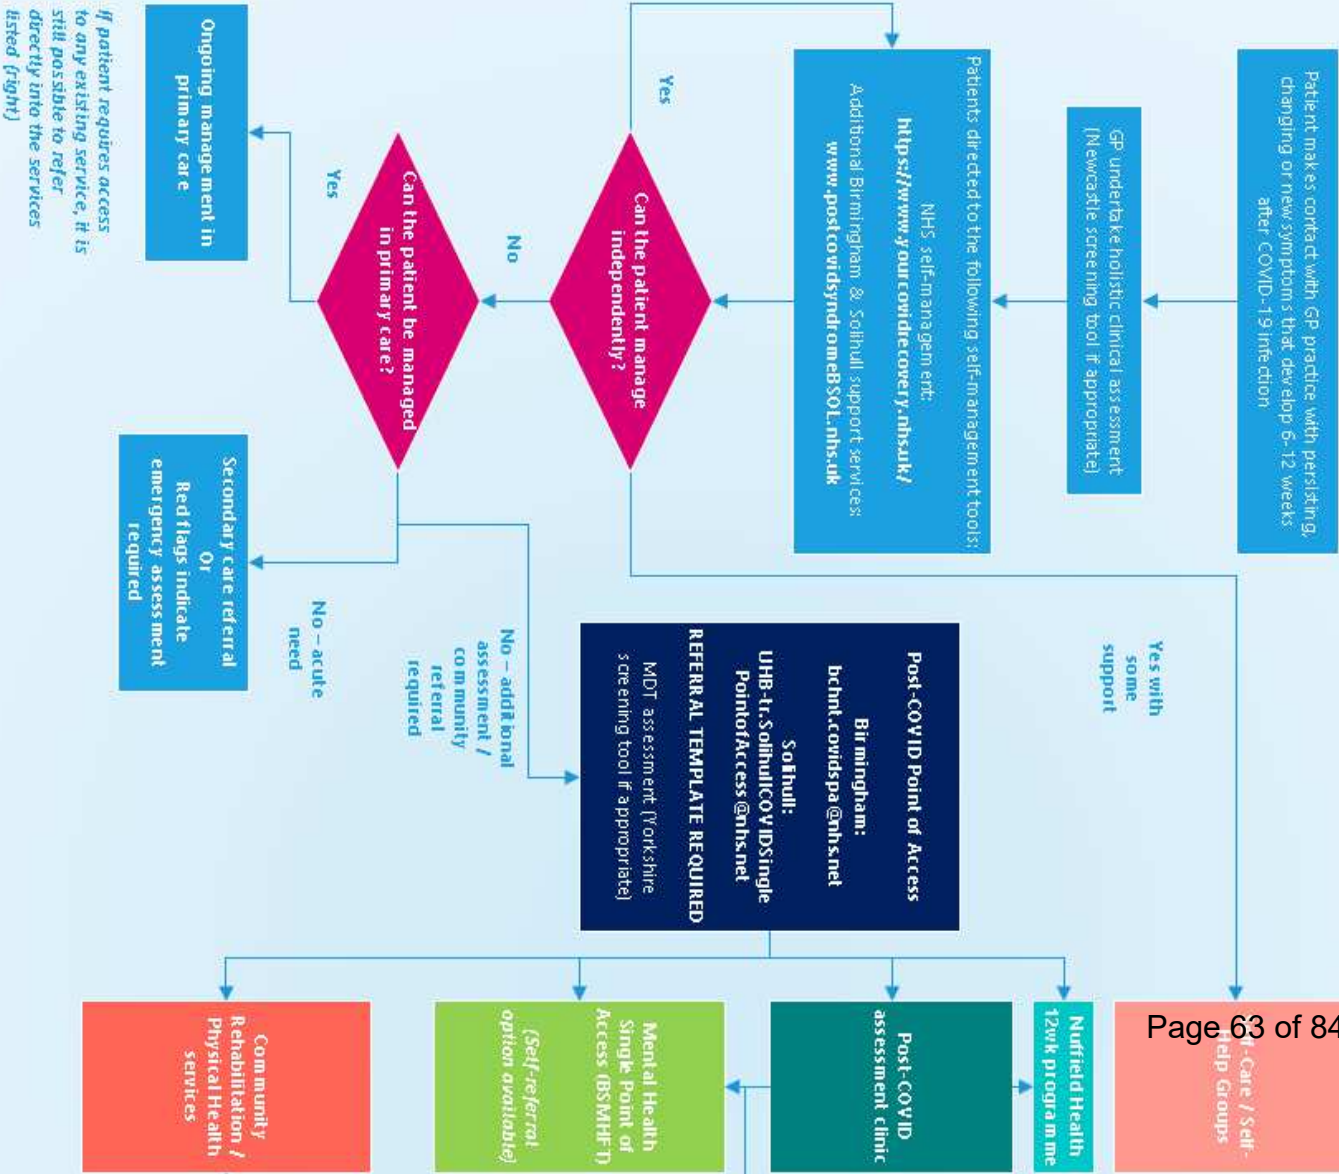 Patient makes contact with GP practice with persisting,
changing or new symptoms that develop 6-12 weeks
after COVID-19 infection
GP undertake holistic clinical assessment
(Newcastle screening tool if appropriate)
Patients directed to the following self-management tools:
NHS self-management:
https://www.yourcovidrecovery.nhs.uk/
Additional Birmingham & Solihull support services:
www.postcovidsyndromeBSOL.nhs.uk
Yes
Can the patient manage
independently?
No
Yes with
some
support
Can the patient be managed
in primary care?
Yes
Ongoing management in
primary care
No – additional
assessment /
community
referral
required
No – acute
need
Secondary care referral
Or
Red flags indicate
emergency assessment
required
If patient requires access
to any existing service, it is
still possible to refer
directly into the services
listed (right)
Post-COVID Point of Access
Birmingham:
bchnt.covidspa@nhs.net
Solihull:
UHB-tr.SolihullCOVIDSingle
PointofAccess@nhs.net
REFERRAL TEMPLATE REQUIRED
MDT assessment (Yorkshire
screening tool if appropriate)
Self-Care / Self-
Help Groups
Nuffield Health
12wk programme
Post-COVID
assessment clinic
Mental Health
Single Point of
Access (BSMHFT)
(Self-referral
option available)
Community
Rehabilitation /
Physical Health
services
Page 63 of 84